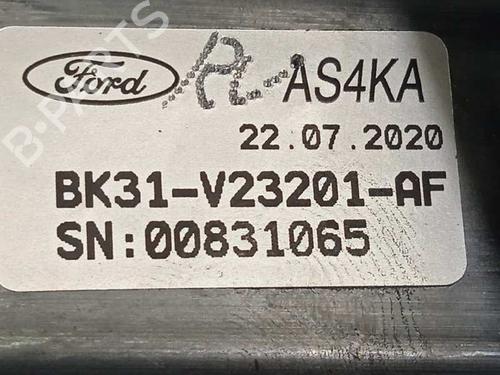 Ford AS4KA
22.07.2020
BK31-V23201-AF
SN:00831065
B-PARTS